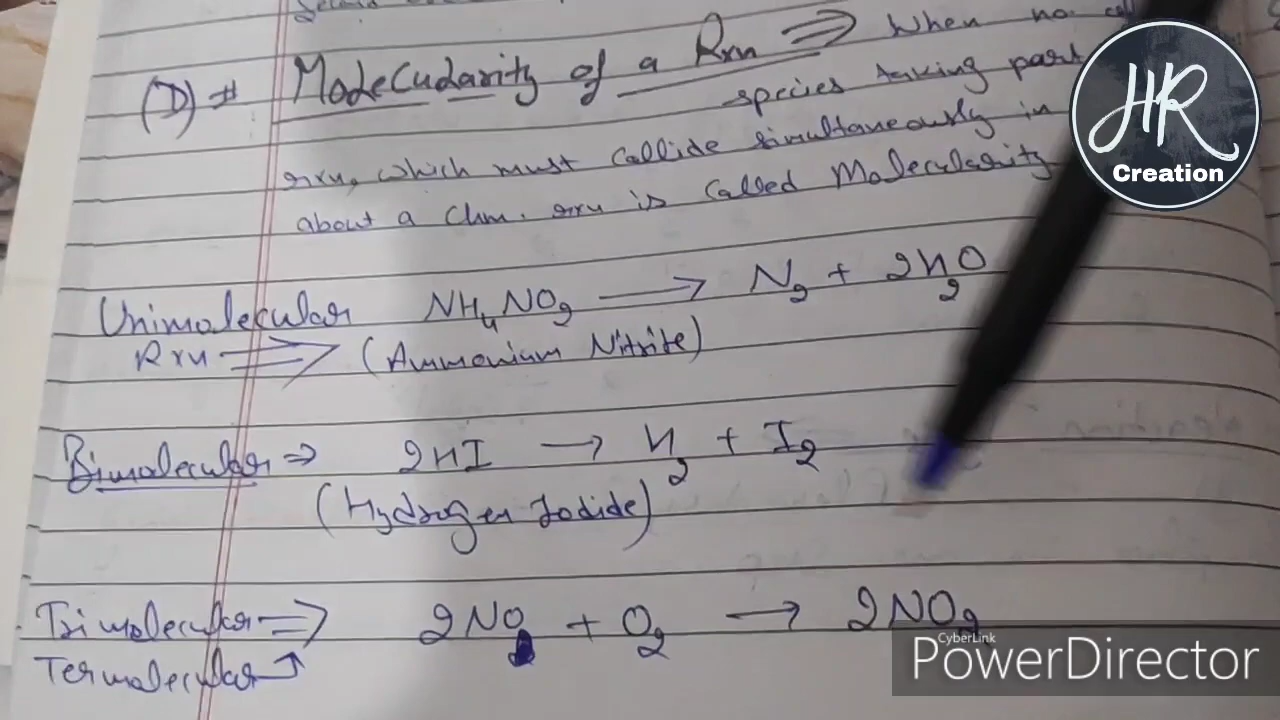 (D) # Molecularity of a Rxn ⇒ When no.
species taking part
rxn, which must collide simultaneously in
about a Chm. rxn is called Molecularity
Unimolecular NH₄NO₂ ⟶ N₂ + 2H₂O
Rxn ⇒ (Ammonium Nitrite)
Bimolecular ⇒ 2HI → H₂ + I₂
(Hydrogen Iodide)
Trimolecular ⇒ 2NO + O₂ → 2NO₂
Termolecular
HR
Creation
CyberLink
PowerDirector